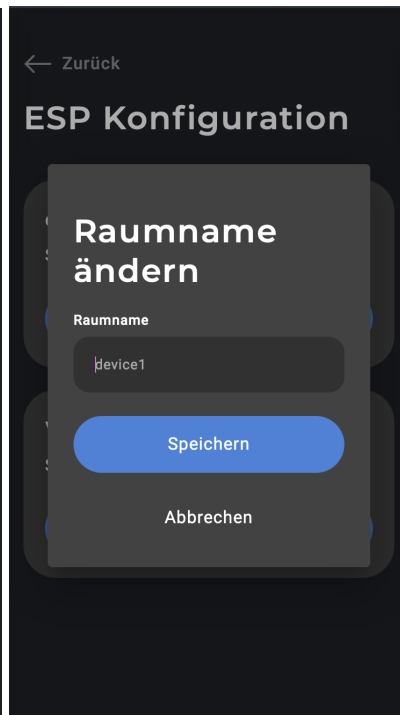 Zurück
ESP Konfiguration
Raumname
ändern
Raumname
device1
Speichern
Abbrechen